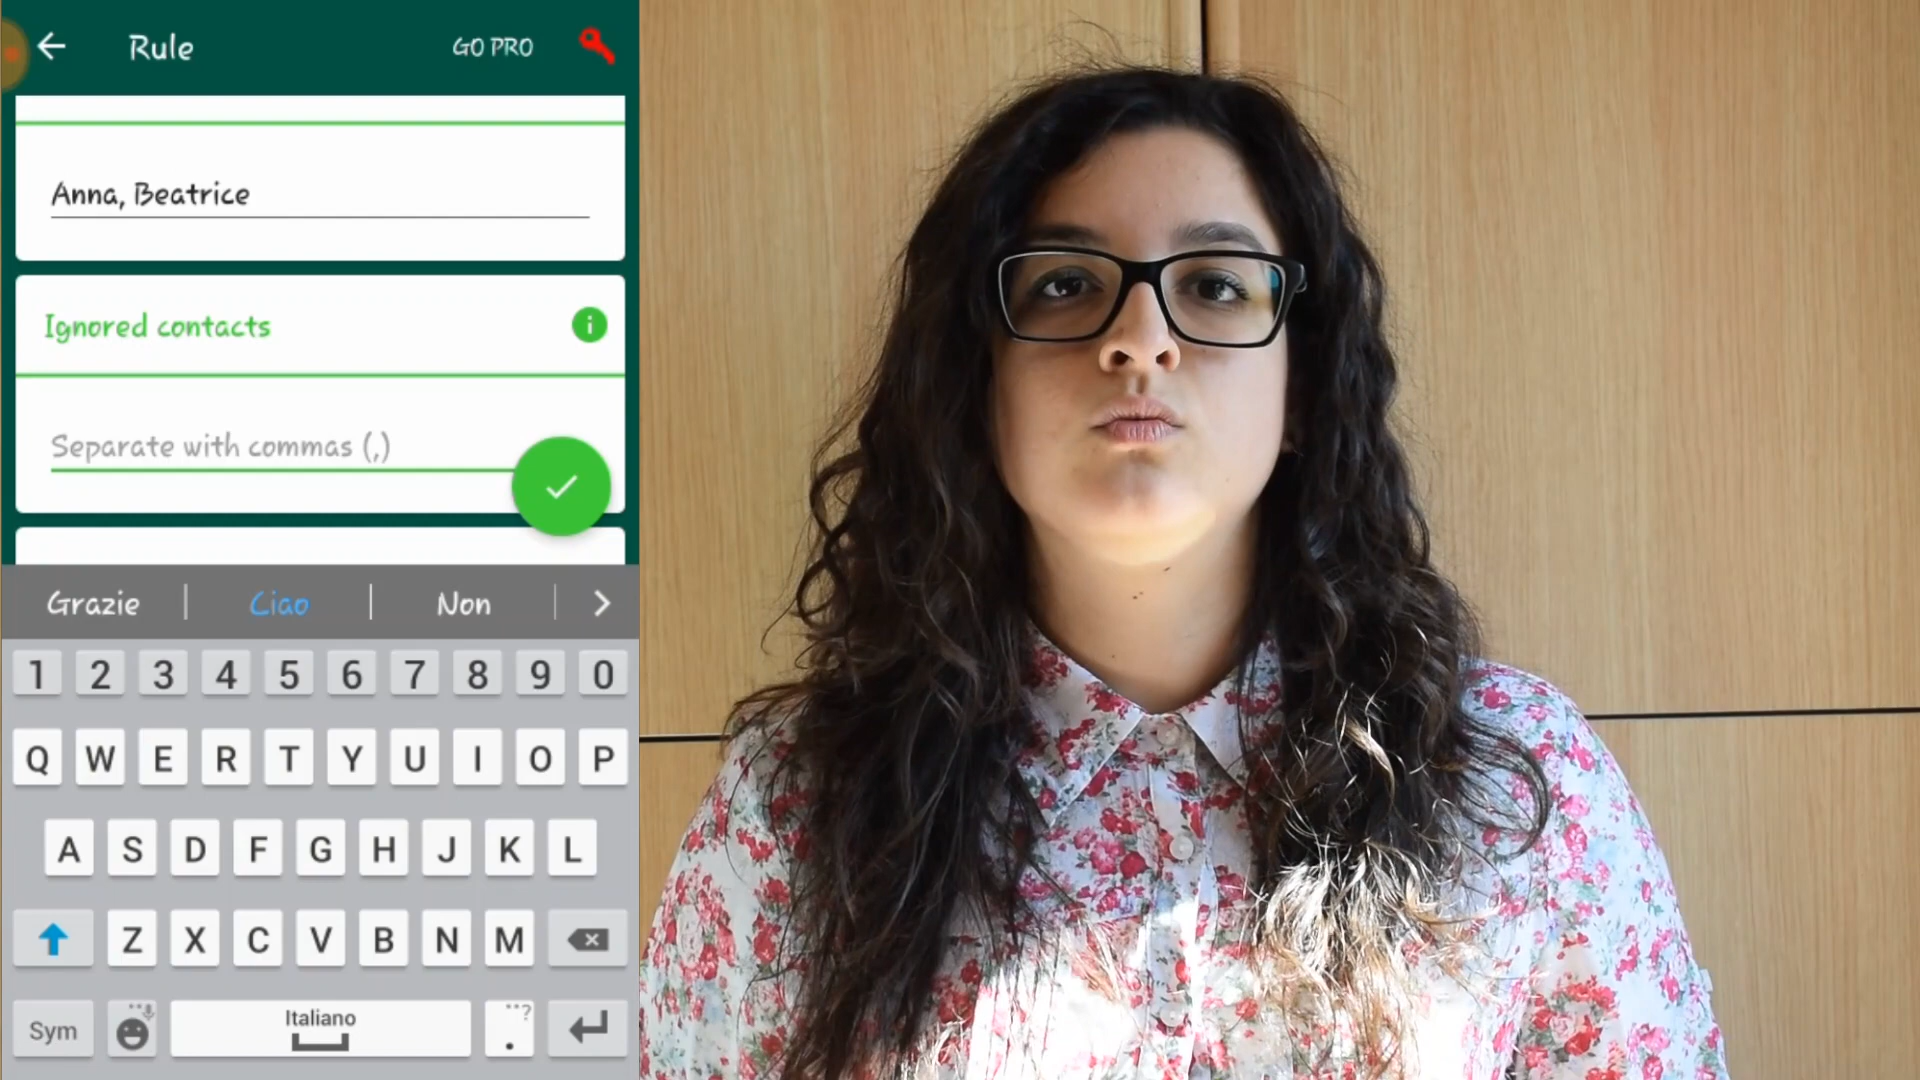 Rule GO PRO
Anna, Beatrice
Ignored contacts i
Separate with commas (,)
Grazie Ciao Non
1 2 3 4 5 6 7 8 9 0
Q W E R T Y U I O P
A S D F G H J K L
Z X C V B N M
Sym Italiano . ?